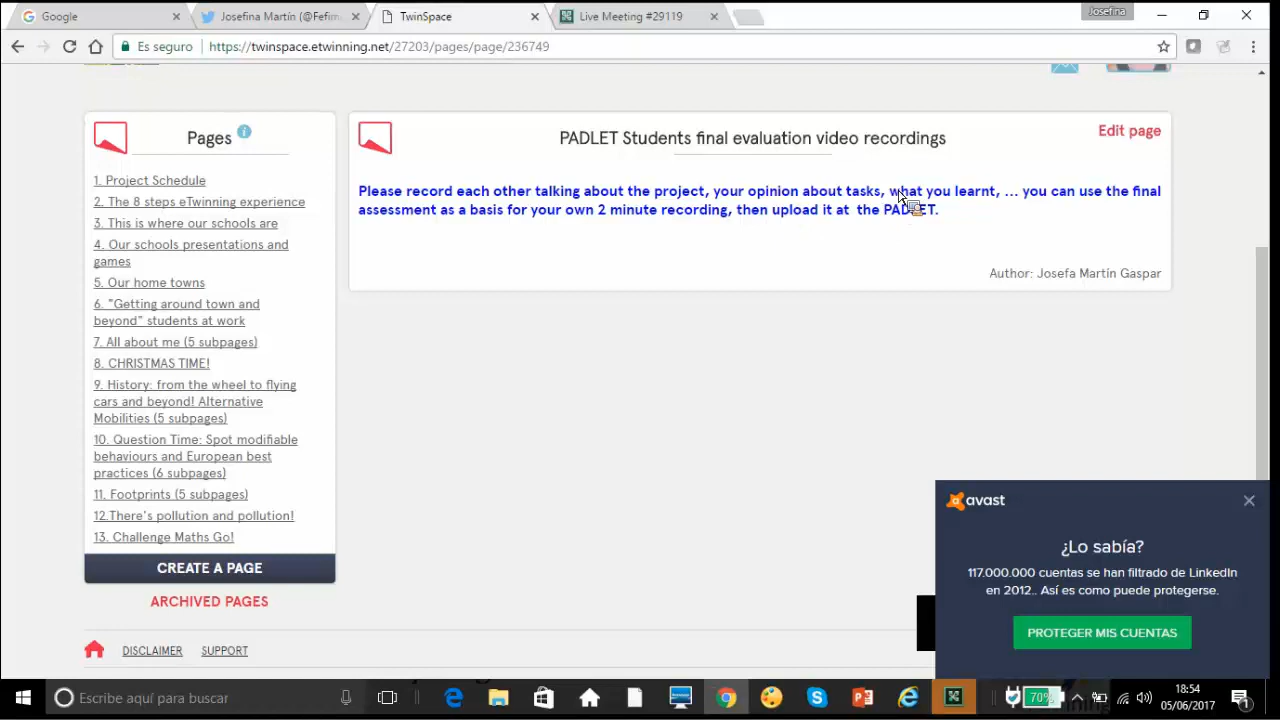 Google
Josefina Martín (@Fefim
TwinSpace
Live Meeting #29119
Josefina
Es seguro
https://twinspace.etwinning.net/27203/pages/page/236749
Pages
1. Project Schedule
2. The 8 steps eTwinning experience
3. This is where our schools are
4. Our schools presentations and
games
5. Our home towns
6. "Getting around town and
beyond" students at work
7. All about me (5 subpages)
8. CHRISTMAS TIME!
9. History: from the wheel to flying
cars and beyond! Alternative
Mobilities (5 subpages)
10. Question Time: Spot modifiable
behaviours and European best
practices (6 subpages)
11. Footprints (5 subpages)
12.There's pollution and pollution!
13. Challenge Maths Go!
CREATE A PAGE
ARCHIVED PAGES
PADLET Students final evaluation video recordings
Edit page
Please record each other talking about the project, your opinion about tasks, what you learnt, ... you can use the final
assessment as a basis for your own 2 minute recording, then upload it at the PADLET.
Author: Josefa Martín Gaspar
avast
¿Lo sabía?
117.000.000 cuentas se han filtrado de LinkedIn
en 2012.. Así es como puede protegerse.
PROTEGER MIS CUENTAS
DISCLAIMER
SUPPORT
Escribe aquí para buscar
70%
18:54
05/06/2017